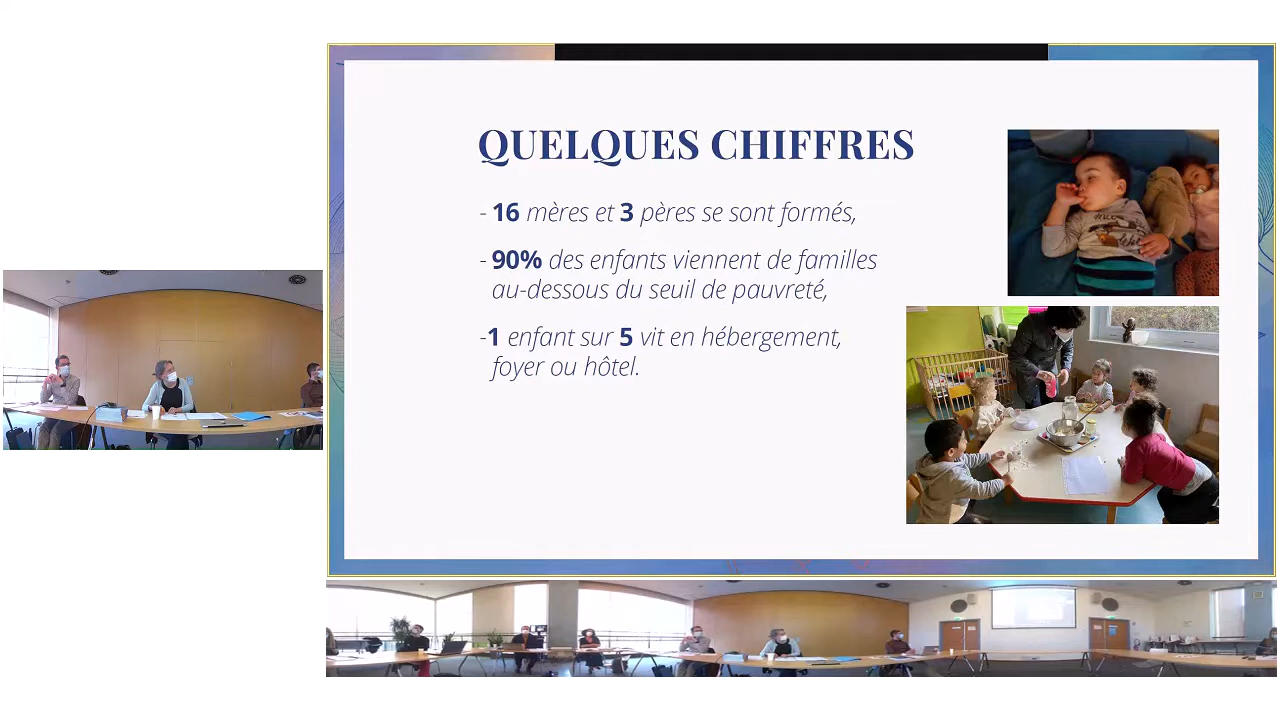 QUELQUES CHIFFRES
- 16 mères et 3 pères se sont formés,
- 90% des enfants viennent de familles
au-dessous du seuil de pauvreté,
-1 enfant sur 5 vit en hébergement,
foyer ou hôtel.